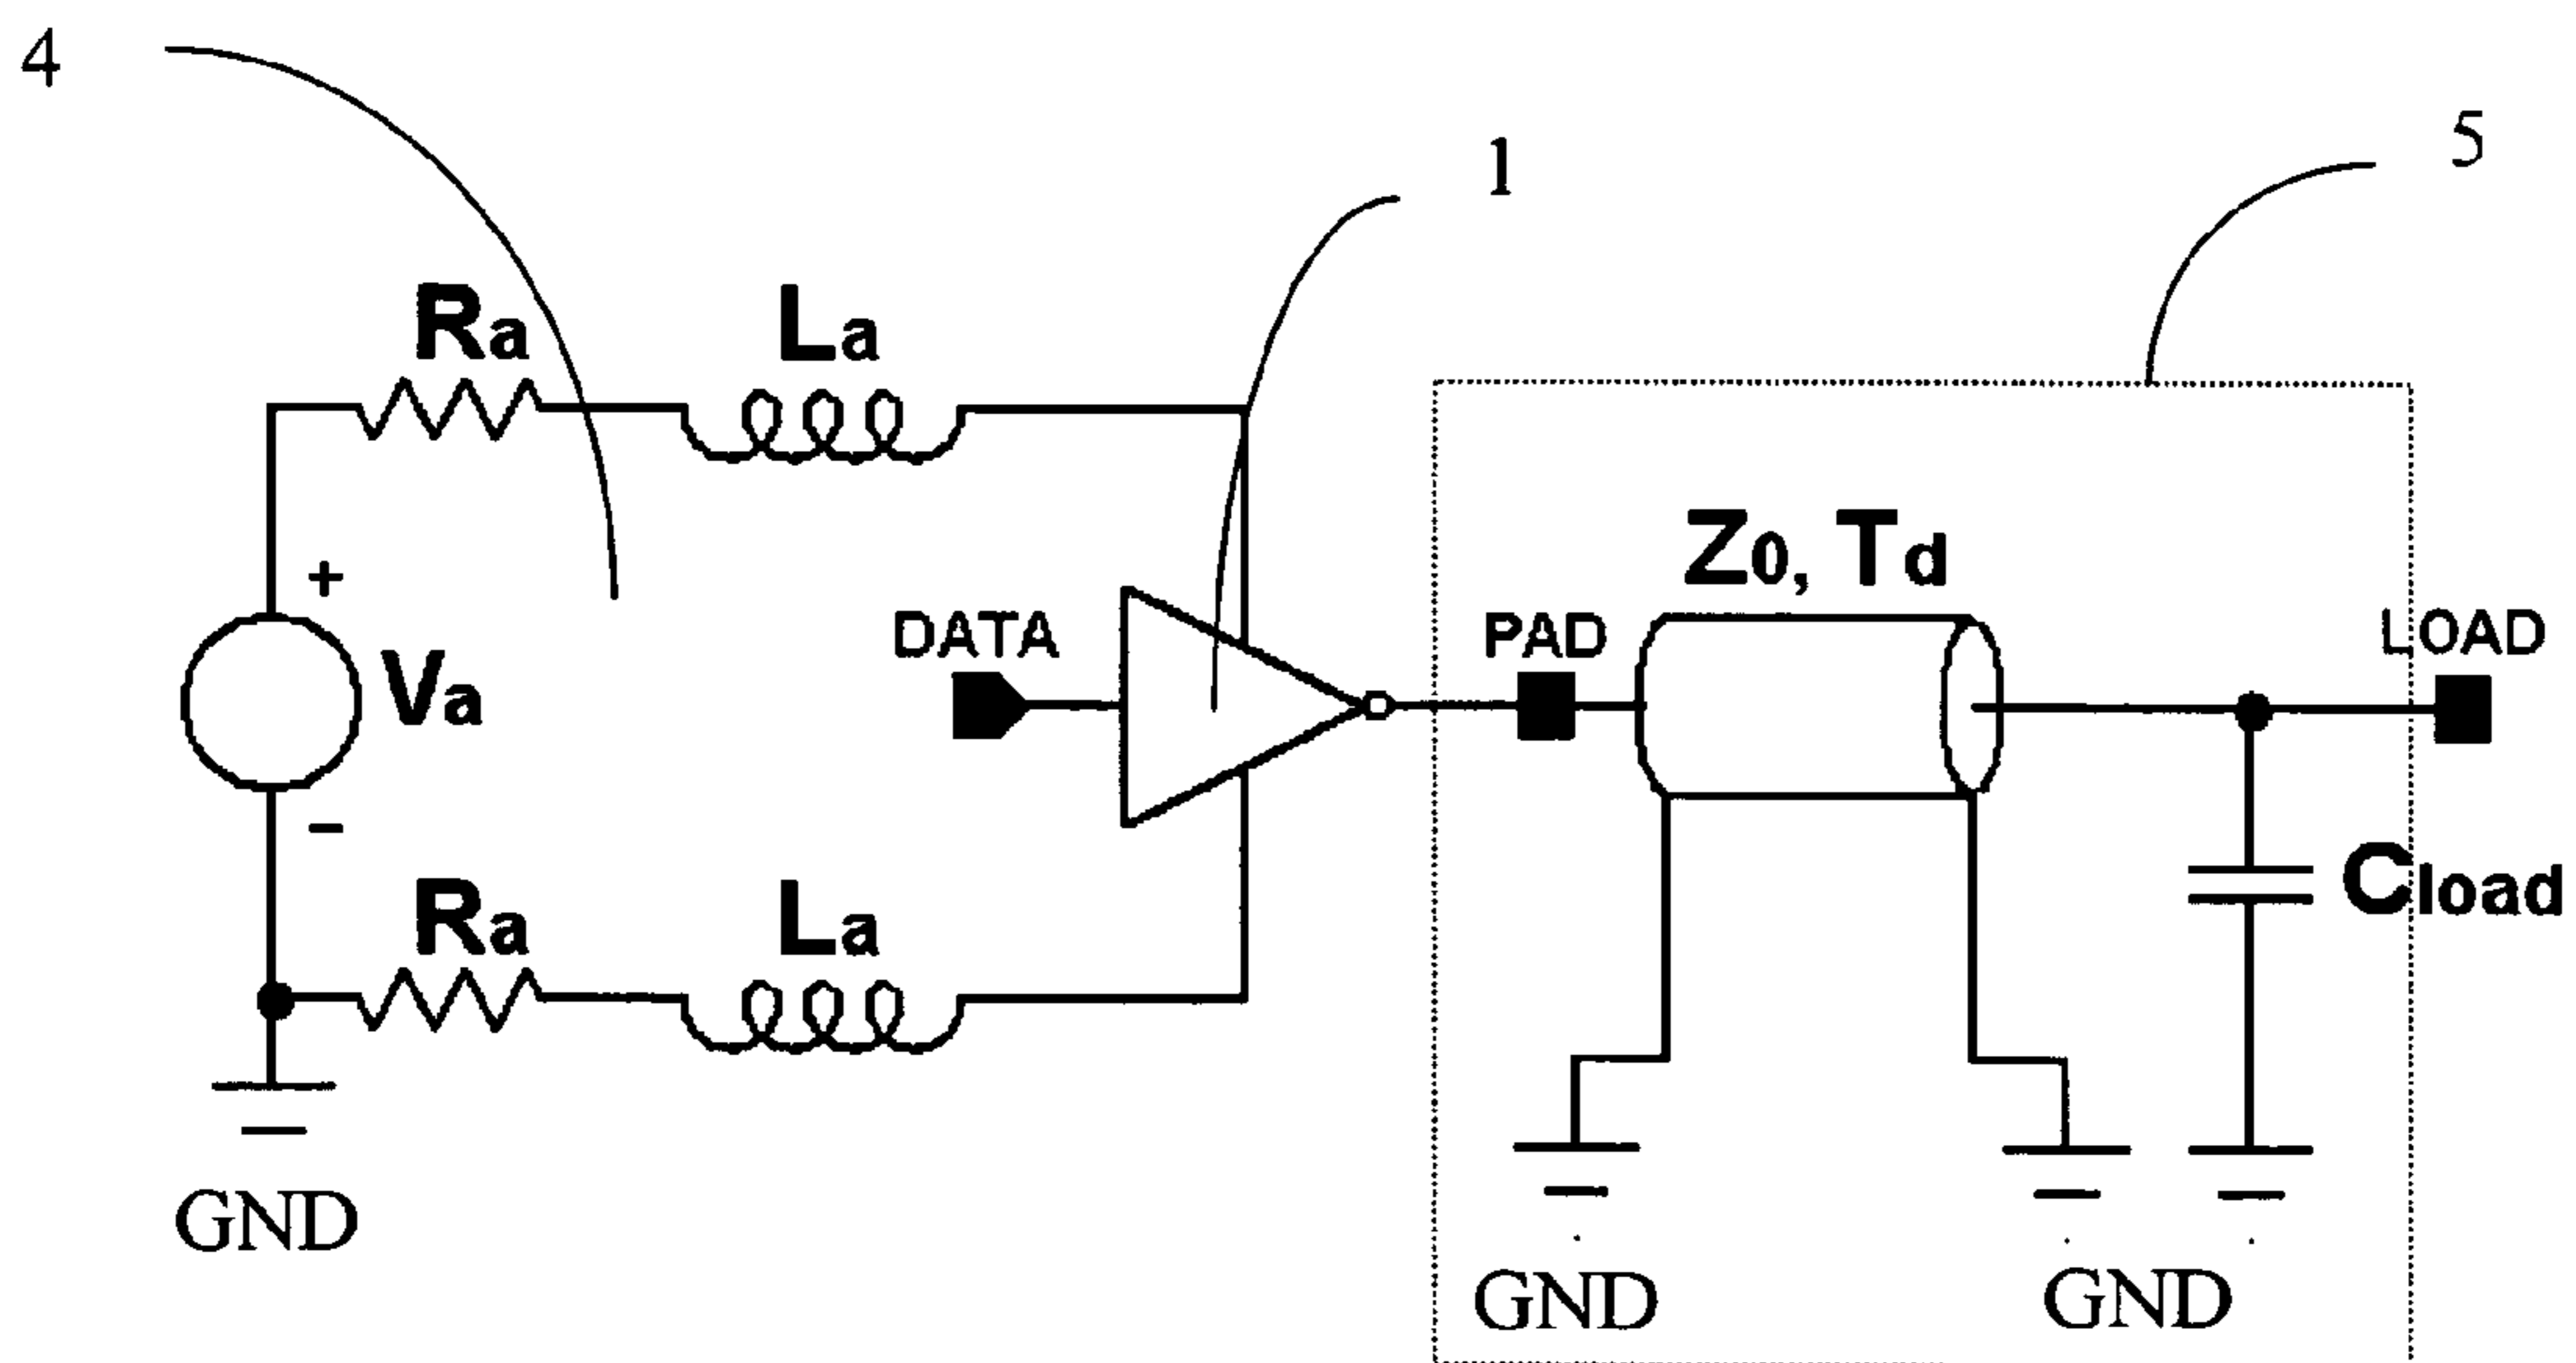 4
1
5
Ra
La
Z0, Td
+
Va
DATA
PAD
LOAD
−
Cload
Ra
La
GND
GND
GND